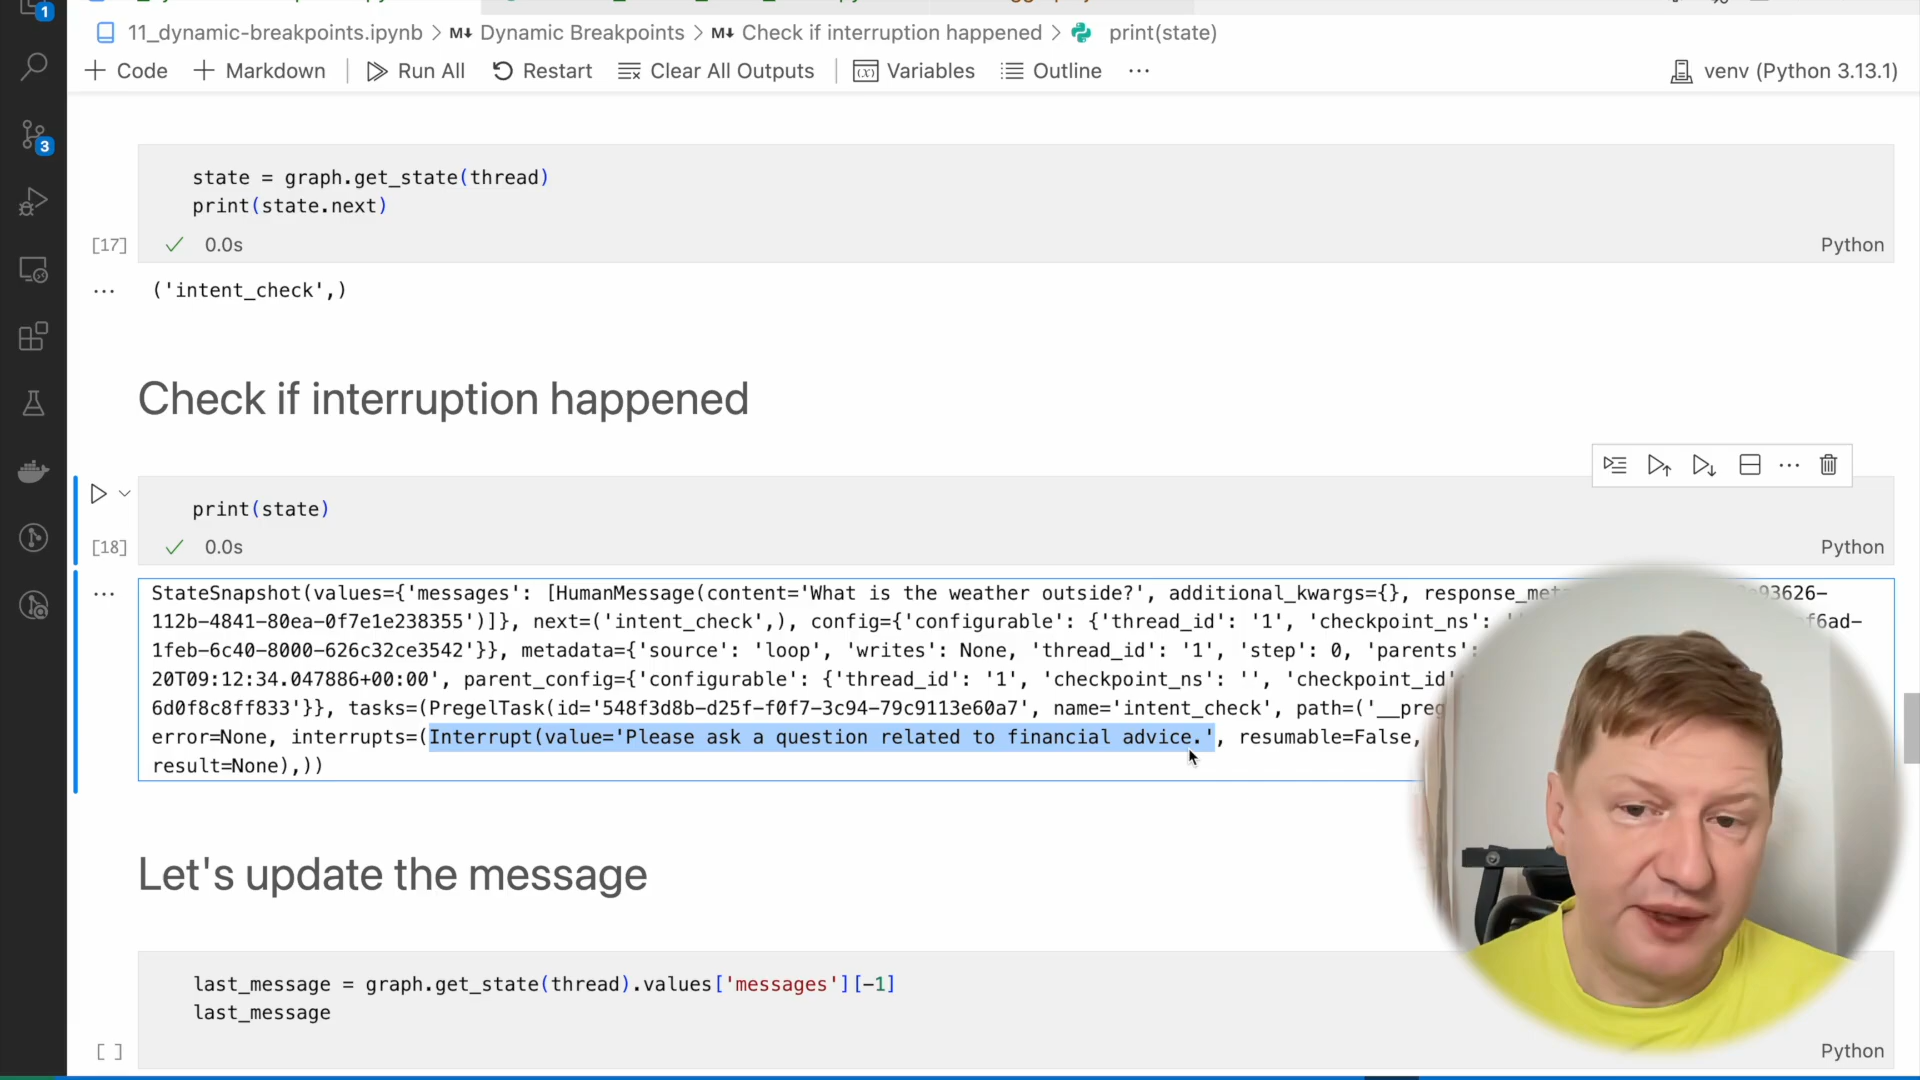 1
11_dynamic-breakpoints.ipynb > M↓ Dynamic Breakpoints > M↓ Check if interruption happened > print(state)
+ Code + Markdown Run All Restart Clear All Outputs Variables Outline ... venv (Python 3.13.1)
3
state = graph.get_state(thread)
print(state.next)
[17] ✓ 0.0s Python
... ('intent_check',)
Check if interruption happened
print(state)
[18] ✓ 0.0s Python
... StateSnapshot(values={'messages': [HumanMessage(content='What is the weather outside?', additional_kwargs={}, response_met
112b-4841-80ea-0f7e1e238355')]}, next=('intent_check',), config={'configurable': {'thread_id': '1', 'checkpoint_ns': '
1feb-6c40-8000-626c32ce3542'}}, metadata={'source': 'loop', 'writes': None, 'thread_id': '1', 'step': 0, 'parents':
20T09:12:34.047886+00:00', parent_config={'configurable': {'thread_id': '1', 'checkpoint_ns': '', 'checkpoint_id'
6d0f8c8ff833'}}, tasks=(PregelTask(id='548f3d8b-d25f-f0f7-3c94-79c9113e60a7', name='intent_check', path=('__preg
error=None, interrupts=(Interrupt(value='Please ask a question related to financial advice.', resumable=False,
result=None),))
Let's update the message
last_message = graph.get_state(thread).values['messages'][-1]
last_message
[ ] Python